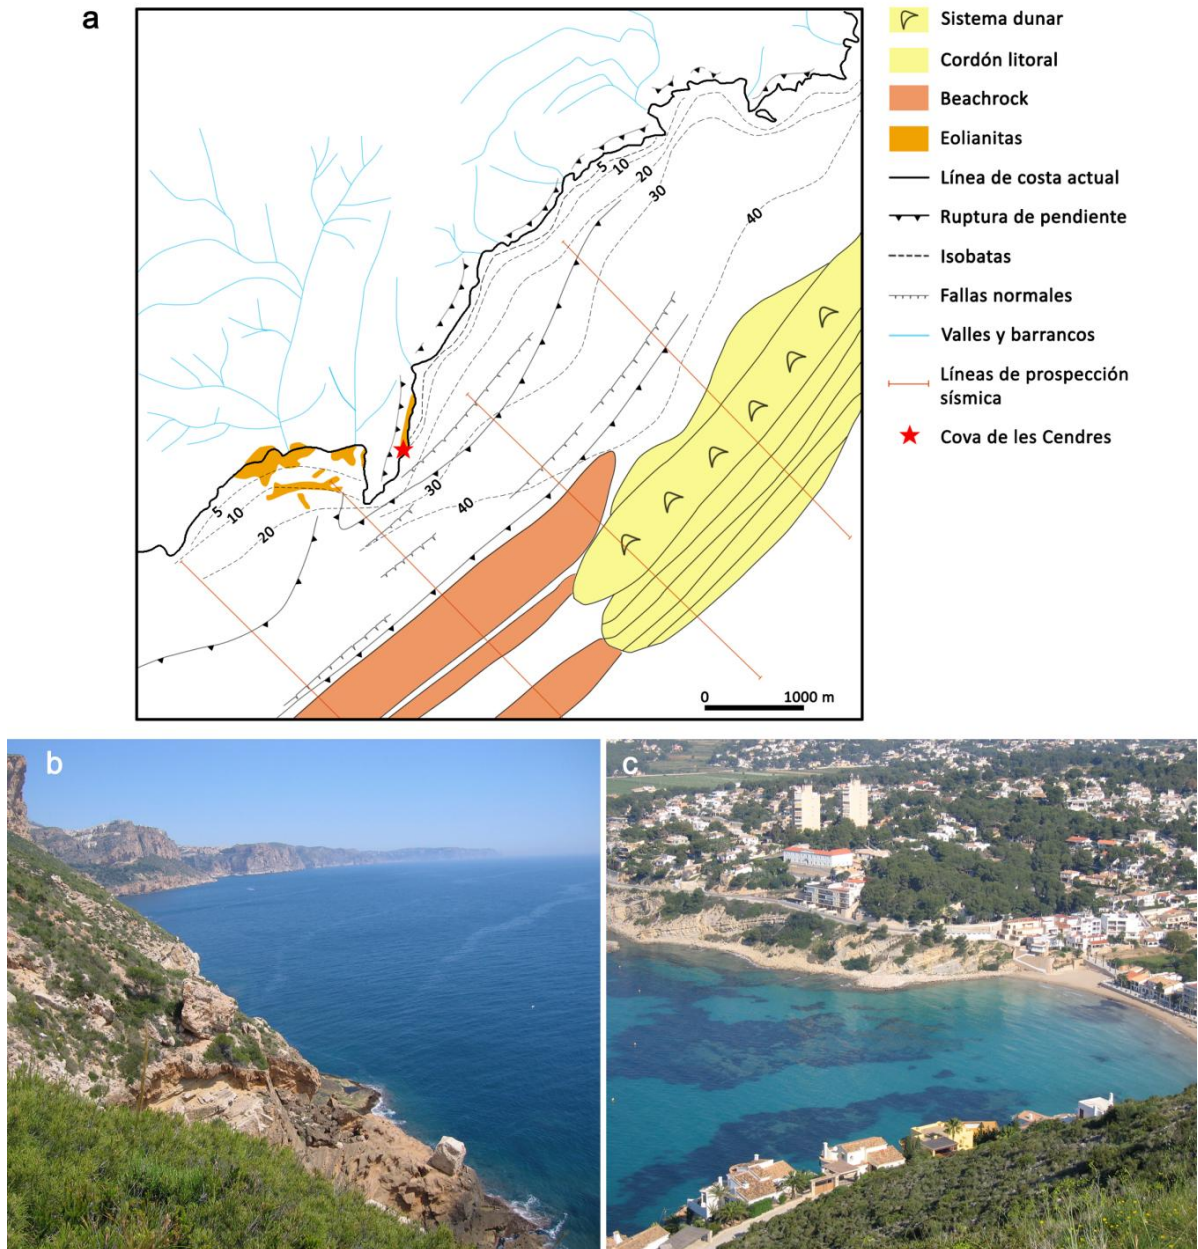 a
Sistema dunar
Cordón litoral
Beachrock
Eolianitas
Línea de costa actual
Ruptura de pendiente
Isobatas
Fallas normales
Valles y barrancos
Líneas de prospección
sísmica
Cova de les Cendres
5
10
20
30
40
5
10
20
30
40
0 1000 m
b
c